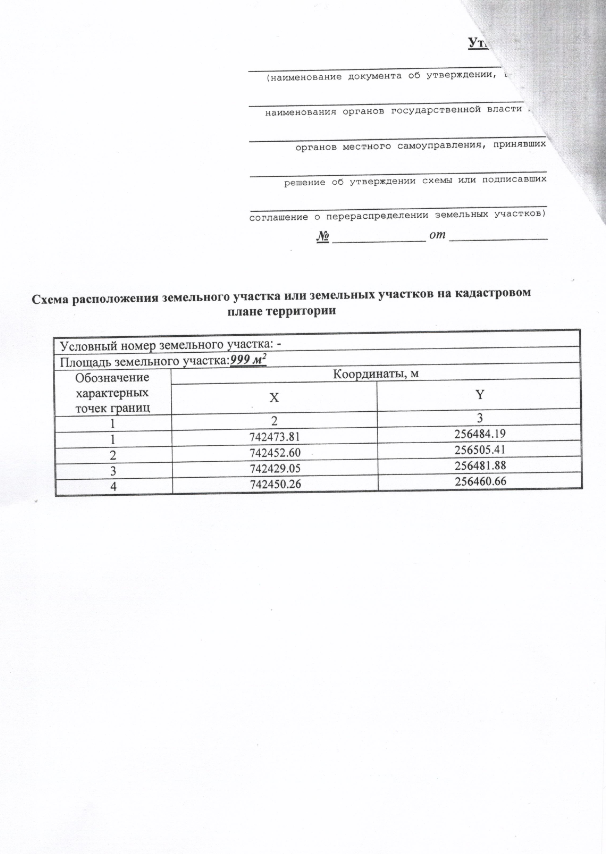 (наименование документа об утверждении,
наименования органов государственной власти
органов местного самоуправления, принявших
решение об утверждении схемы или подписавших
соглашение о перераспределении земельных участков)
№ _______________ от _______________
Схема расположения земельного участка или земельных участков на кадастровом
плане территории
Условный номер земельного участка: -
Площадь земельного участка:999 м²
Обозначение характерных точек границ Координаты, м
X Y
1 2 3
1 742473.81 256484.19
2 742452.60 256505.41
3 742429.05 256481.88
4 742450.26 256460.66